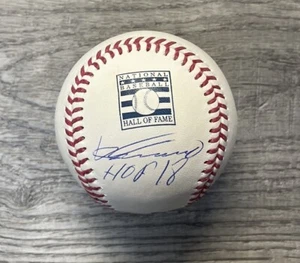 NATIONAL
BASEBALL
HALL OF FAME
HOF 18